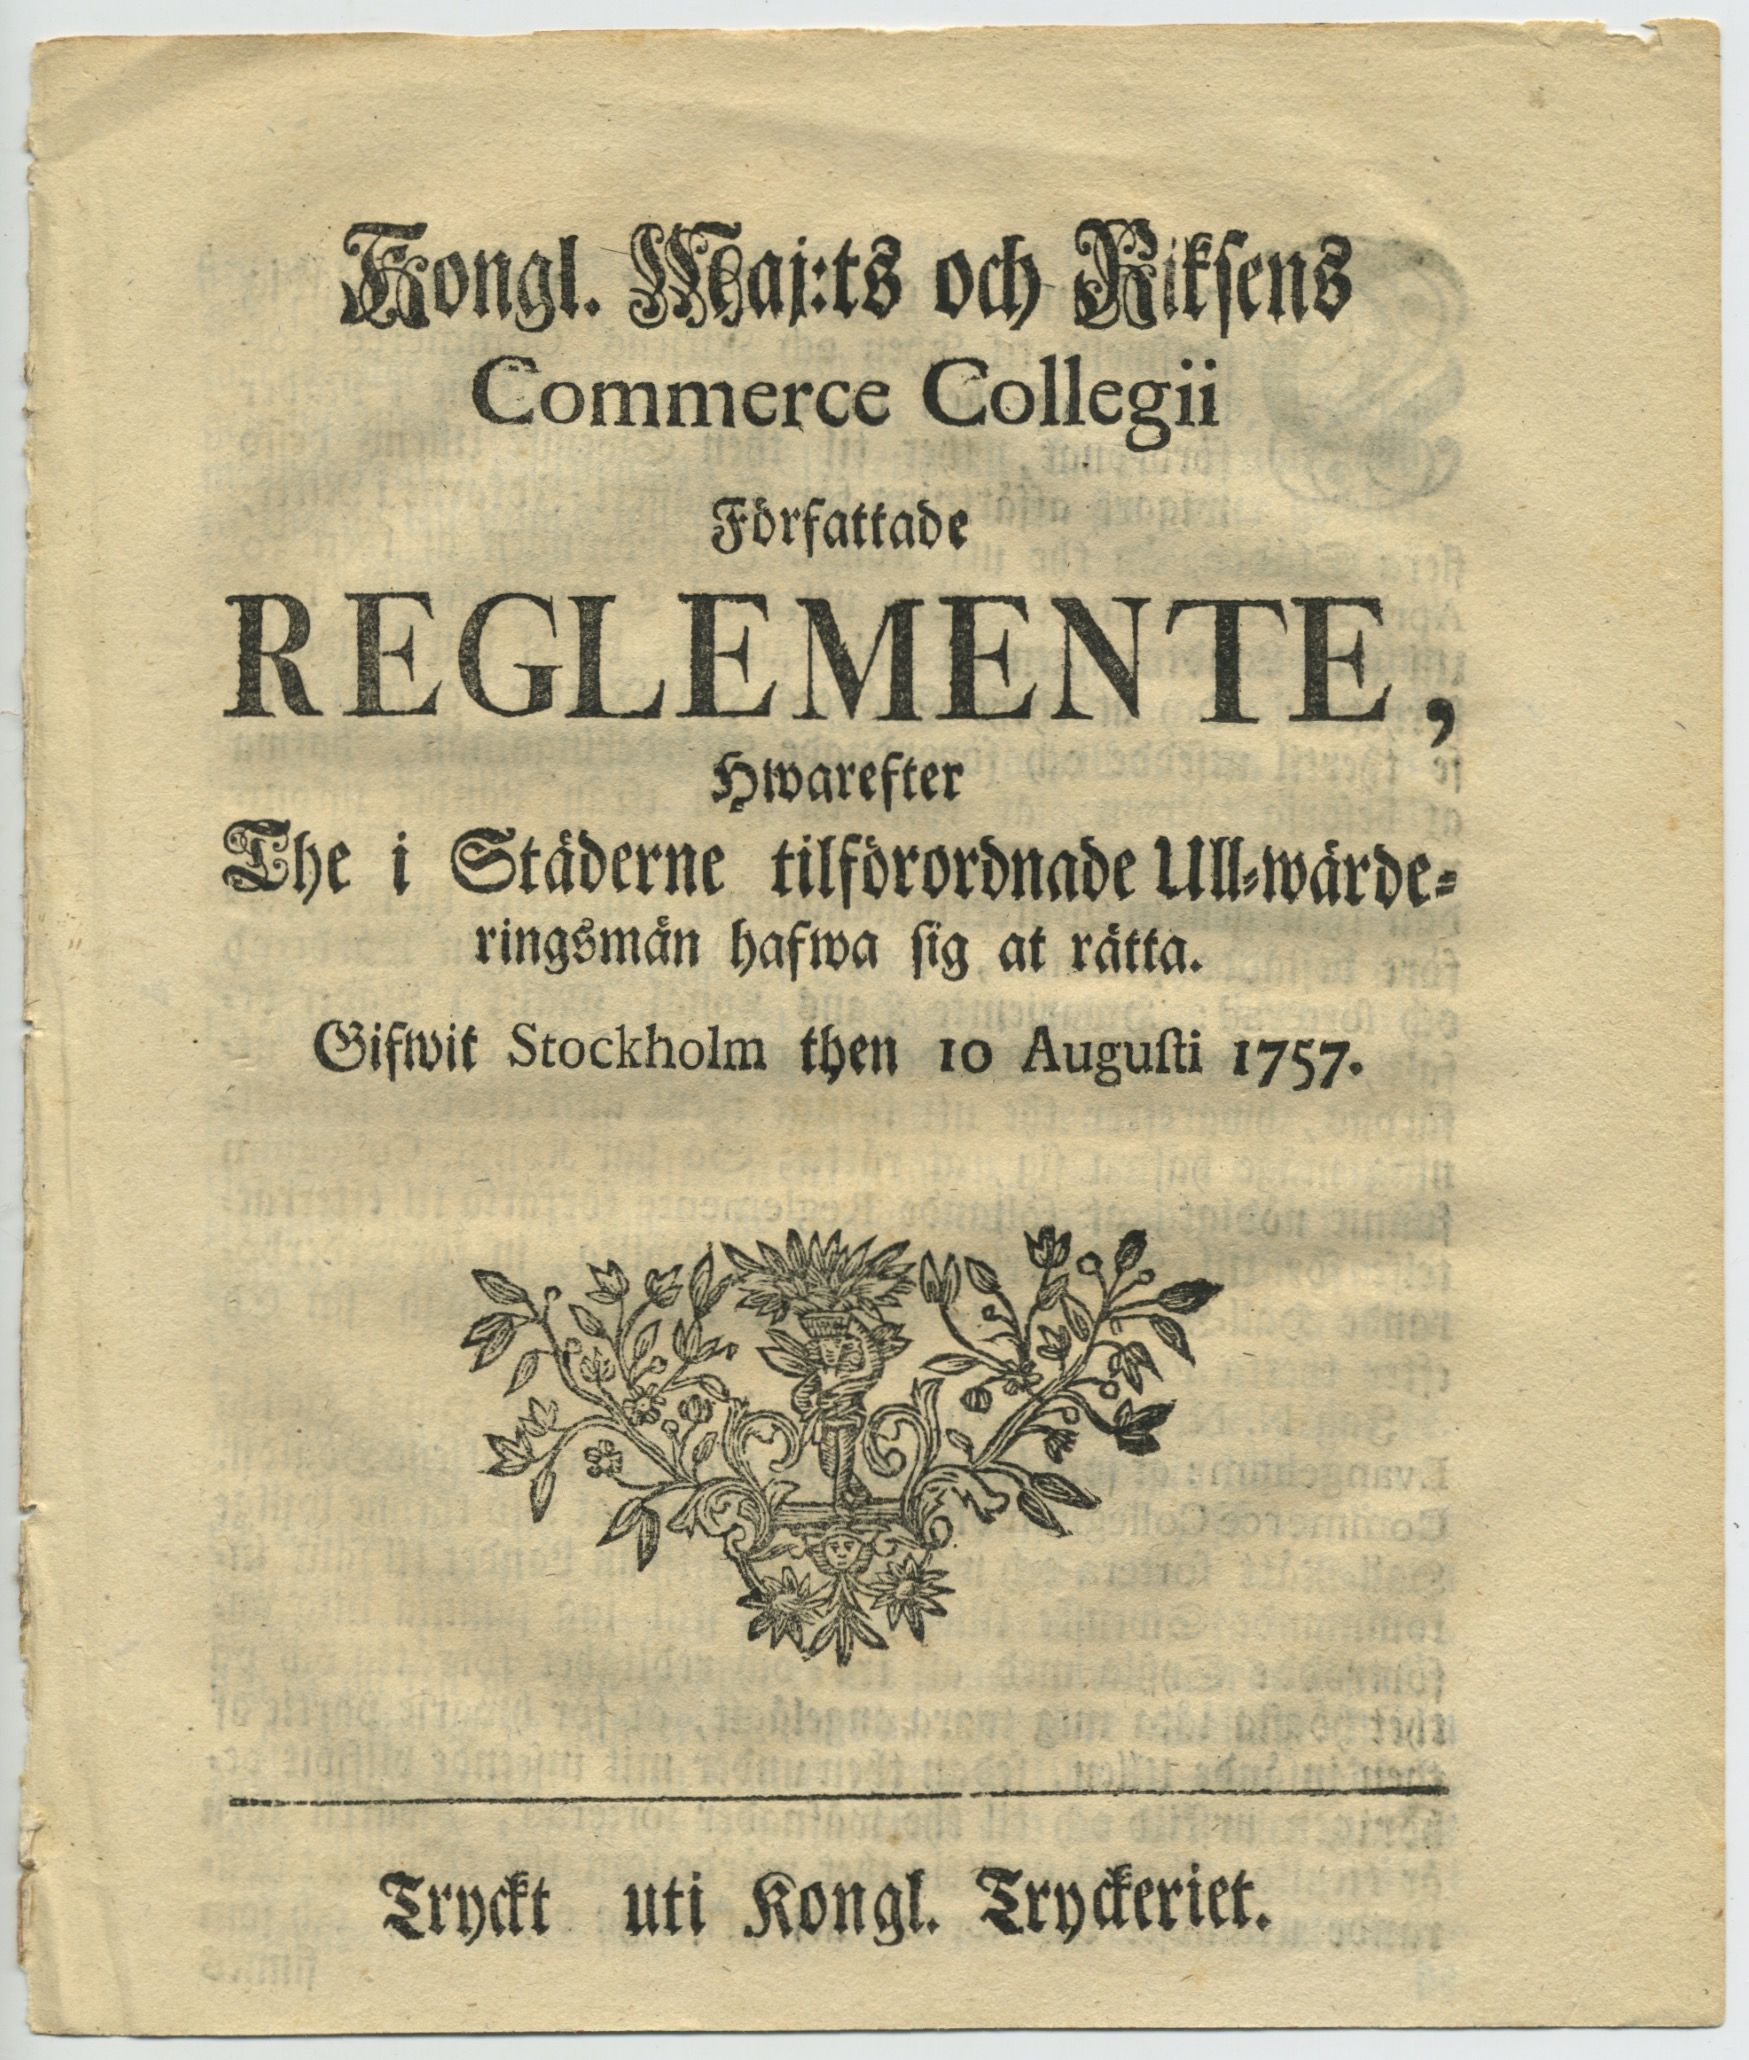 Kongl. Maj:ts och Riksens
Commerce Collegii
Författade
REGLEMENTE,
Hwarefter
The i Städerne tilförordnade Ull-wärde-
ringsmän hafwa sig at rätta.
Gifwit Stockholm then 10 Augusti 1757.
Tryckt uti Kongl. Tryckeriet.